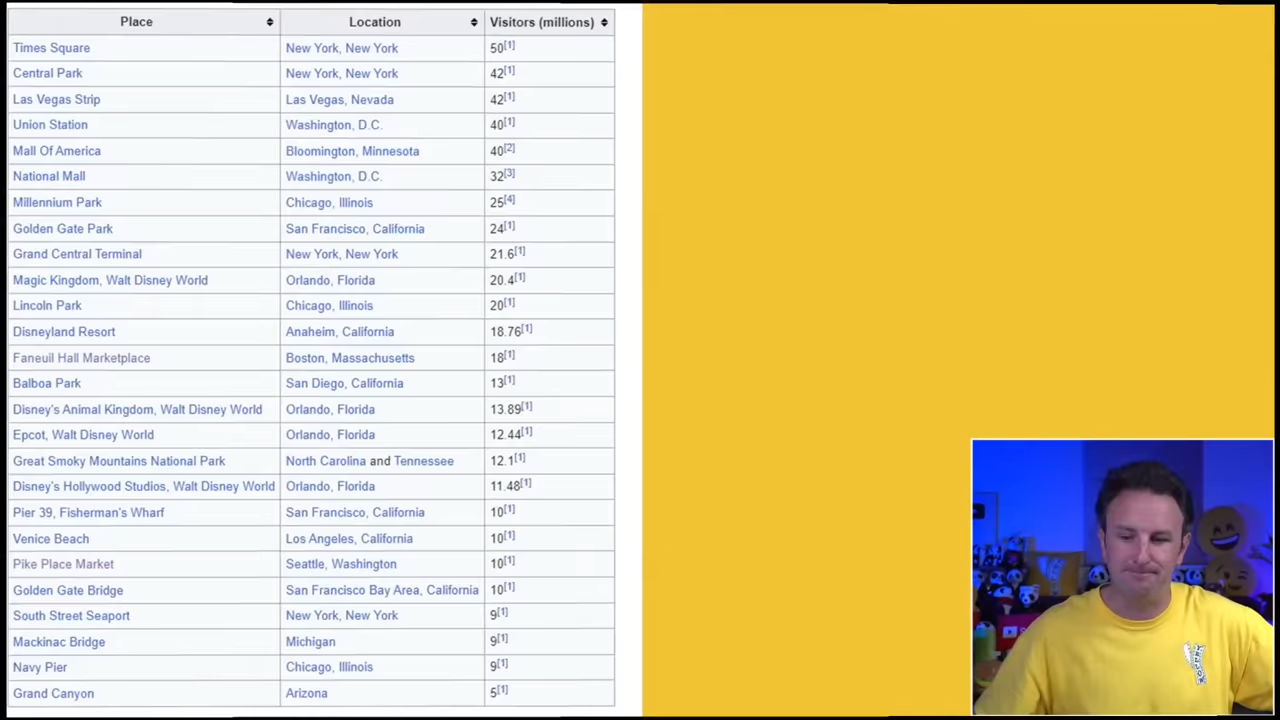 Place Location Visitors (millions)
Times Square New York, New York 50[1]
Central Park New York, New York 42[1]
Las Vegas Strip Las Vegas, Nevada 42[1]
Union Station Washington, D.C. 40[1]
Mall Of America Bloomington, Minnesota 40[2]
National Mall Washington, D.C. 32[3]
Millennium Park Chicago, Illinois 25[4]
Golden Gate Park San Francisco, California 24[1]
Grand Central Terminal New York, New York 21.6[1]
Magic Kingdom, Walt Disney World Orlando, Florida 20.4[1]
Lincoln Park Chicago, Illinois 20[1]
Disneyland Resort Anaheim, California 18.76[1]
Faneuil Hall Marketplace Boston, Massachusetts 18[1]
Balboa Park San Diego, California 13[1]
Disney's Animal Kingdom, Walt Disney World Orlando, Florida 13.89[1]
Epcot, Walt Disney World Orlando, Florida 12.44[1]
Great Smoky Mountains National Park North Carolina and Tennessee 12.1[1]
Disney's Hollywood Studios, Walt Disney World Orlando, Florida 11.48[1]
Pier 39, Fisherman's Wharf San Francisco, California 10[1]
Venice Beach Los Angeles, California 10[1]
Pike Place Market Seattle, Washington 10[1]
Golden Gate Bridge San Francisco Bay Area, California 10[1]
South Street Seaport New York, New York 9[1]
Mackinac Bridge Michigan 9[1]
Navy Pier Chicago, Illinois 9[1]
Grand Canyon Arizona 5[1]